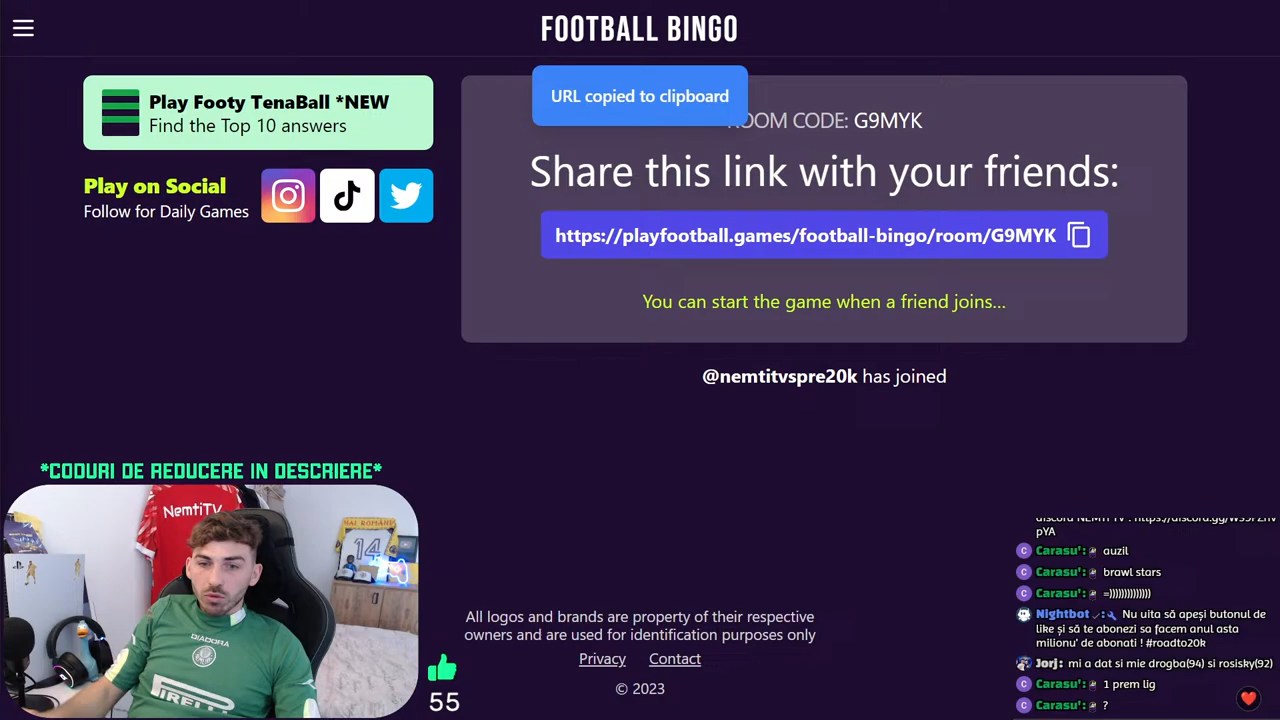 FOOTBALL BINGO
Play Footy TenaBall *NEW
Find the Top 10 answers
Play on Social
Follow for Daily Games
URL copied to clipboard
ROOM CODE: G9MYK
Share this link with your friends:
https://playfootball.games/football-bingo/room/G9MYK
You can start the game when a friend joins...
@nemtitvspre20k has joined
*CODURI DE REDUCERE IN DESCRIERE*
NemtiTV
HAI ROMÂNI
14
DIADORA
PIRELLI
55
All logos and brands are property of their respective
owners and are used for identification purposes only
Privacy Contact
© 2023
pYA
Carasu': auzil
Carasu': brawl stars
Carasu': =))))))))))))))
Nightbot : Nu uita să apeși butonul de
like și să te abonezi sa facem anul asta
milionu' de abonati ! #roadto20k
Jorj: mi a dat si mie drogba(94) si rosisky(92)
Carasu': 1 prem lig
Carasu': ?